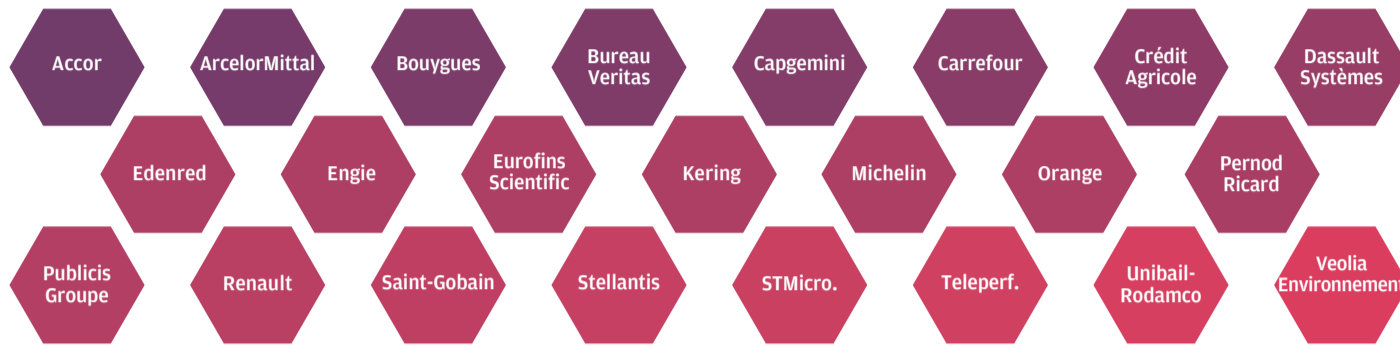 Accor
ArcelorMittal
Bouygues
Bureau
Veritas
Capgemini
Carrefour
Crédit
Agricole
Dassault
Systèmes
Edenred
Engie
Eurofins
Scientific
Kering
Michelin
Orange
Pernod
Ricard
Publicis
Groupe
Renault
Saint-Gobain
Stellantis
STMicro.
Teleperf.
Unibail-
Rodamco
Veolia
Environnement